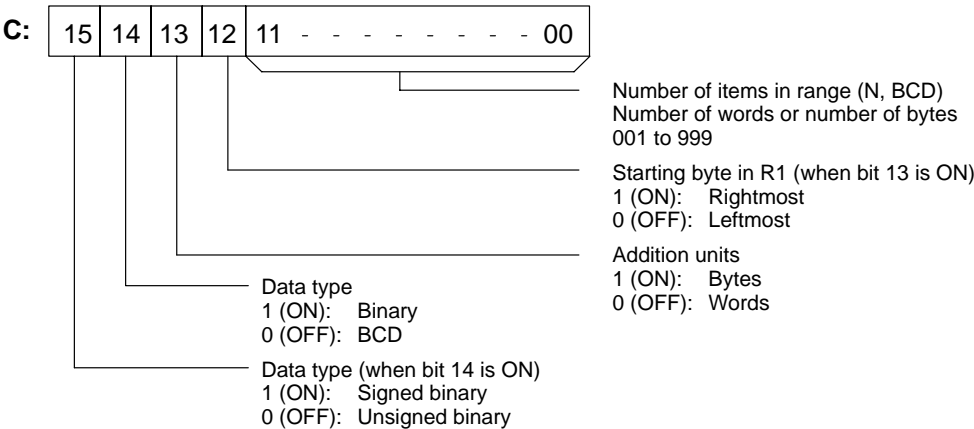 C: 15 14 13 12 11 - - - - - - - - 00
Number of items in range (N, BCD)
Number of words or number of bytes
001 to 999
Starting byte in R1 (when bit 13 is ON)
1 (ON): Rightmost
0 (OFF): Leftmost
Addition units
1 (ON): Bytes
0 (OFF): Words
Data type
1 (ON): Binary
0 (OFF): BCD
Data type (when bit 14 is ON)
1 (ON): Signed binary
0 (OFF): Unsigned binary